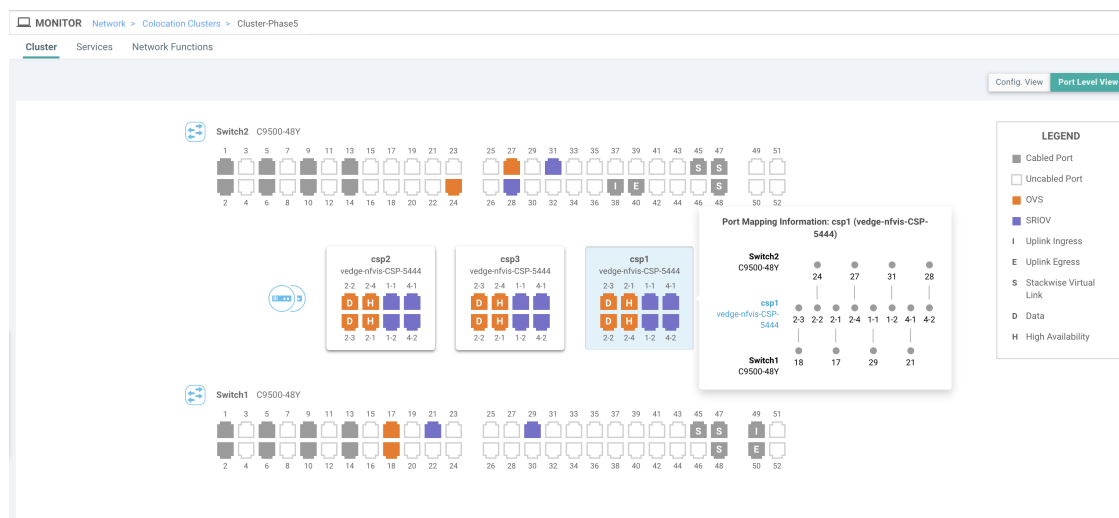 MONITOR Network > Colocation Clusters > Cluster-Phase5
Cluster Services Network Functions
Config. View Port Level View
Switch2 C9500-48Y
1 3 5 7 9 11 13 15 17 19 21 23 25 27 29 31 33 35 37 39 41 43 45 47 49 51
S S
I E S
2 4 6 8 10 12 14 16 18 20 22 24 26 28 30 32 34 36 38 40 42 44 46 48 50 52
csp2
vedge-nfvis-CSP-5444
2-2 2-4 1-1 4-1
D H
D H
2-3 2-1 1-2 4-2
csp3
vedge-nfvis-CSP-5444
2-3 2-4 1-1 4-1
D H
D H
2-2 2-1 1-2 4-2
csp1
vedge-nfvis-CSP-5444
2-3 2-1 1-1 4-1
D H
D H
2-2 2-4 1-2 4-2
Port Mapping Information: csp1 (vedge-nfvis-CSP-
5444)
Switch2
C9500-48Y
24 27 31 28
csp1
vedge-nfvis-CSP-
5444
2-3 2-2 2-1 2-4 1-1 1-2 4-1 4-2
Switch1
C9500-48Y
18 17 29 21
Switch1 C9500-48Y
1 3 5 7 9 11 13 15 17 19 21 23 25 27 29 31 33 35 37 39 41 43 45 47 49 51
S S I
S E
2 4 6 8 10 12 14 16 18 20 22 24 26 28 30 32 34 36 38 40 42 44 46 48 50 52
LEGEND
Cabled Port
Uncabled Port
OVS
SRIOV
I Uplink Ingress
E Uplink Egress
S Stackwise Virtual
Link
D Data
H High Availability